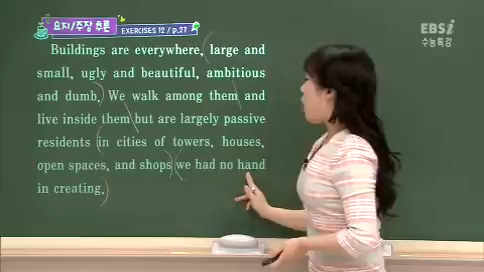 요지/주장 추론
EXERCISES 12 / p.27
EBSi
수능특강
Buildings are everywhere, large and
small, ugly and beautiful, ambitious
and dumb. We walk among them and
live inside them but are largely passive
residents in cities of towers, houses,
open spaces, and shops we had no hand
in creating.